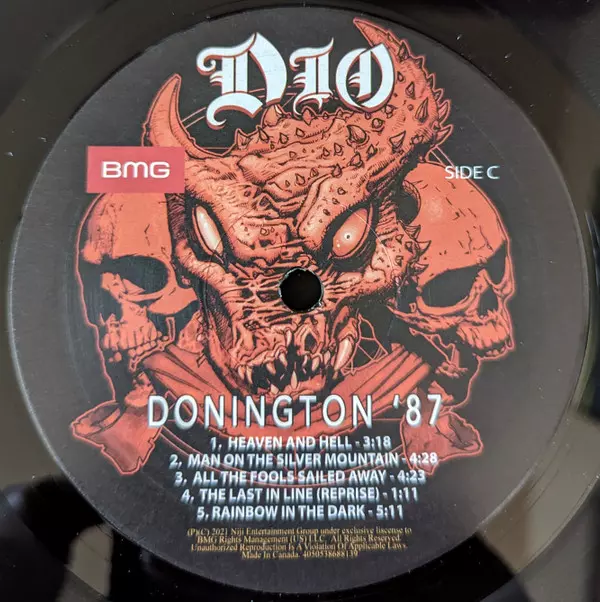 DIO
BMG
SIDE C
DONINGTON '87
1, HEAVEN AND HELL - 3:18
2, MAN ON THE SILVER MOUNTAIN - 4:28
3, ALL THE FOOLS SAILED AWAY - 4:23
4. THE LAST IN LINE (REPRISE) - 1:11
5. RAINBOW IN THE DARK - 5:11
(P)(C) 2021 Niji Entertainment Group under exclusive liscense to
BMG Rights Management (US) LLC. All Rights Reserved.
Unauthorized Reproduction Is A Violation Of Applicable Laws.
Made In Canada. 4050538688139